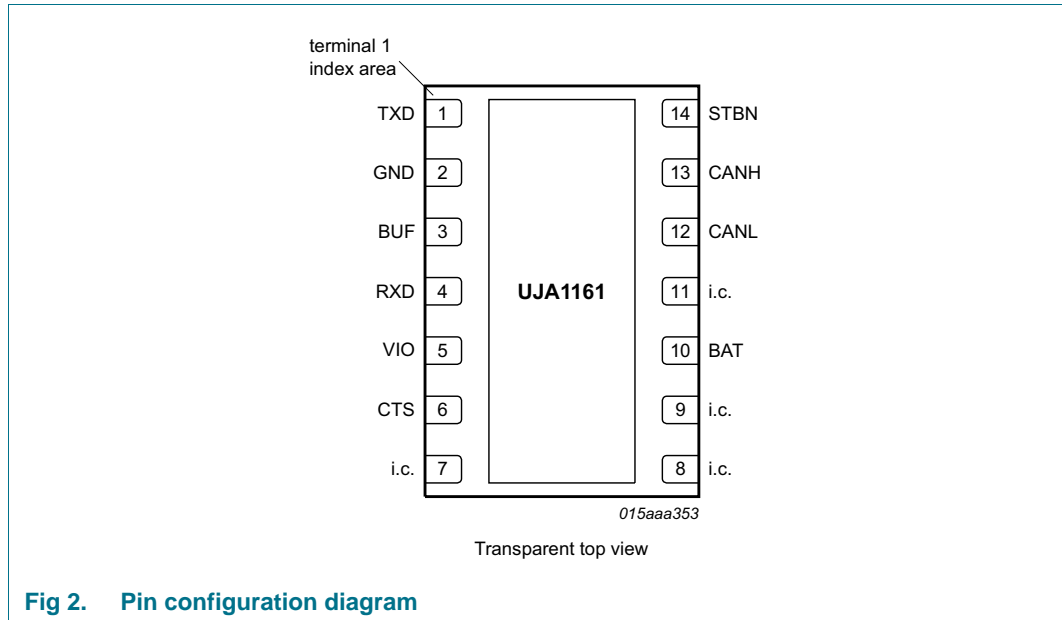 terminal 1
index area
TXD 1 14 STBN
GND 2 13 CANH
BUF 3 12 CANL
RXD 4 UJA1161 11 i.c.
VIO 5 10 BAT
CTS 6 9 i.c.
i.c. 7 8 i.c.
015aaa353
Transparent top view
Fig 2. Pin configuration diagram